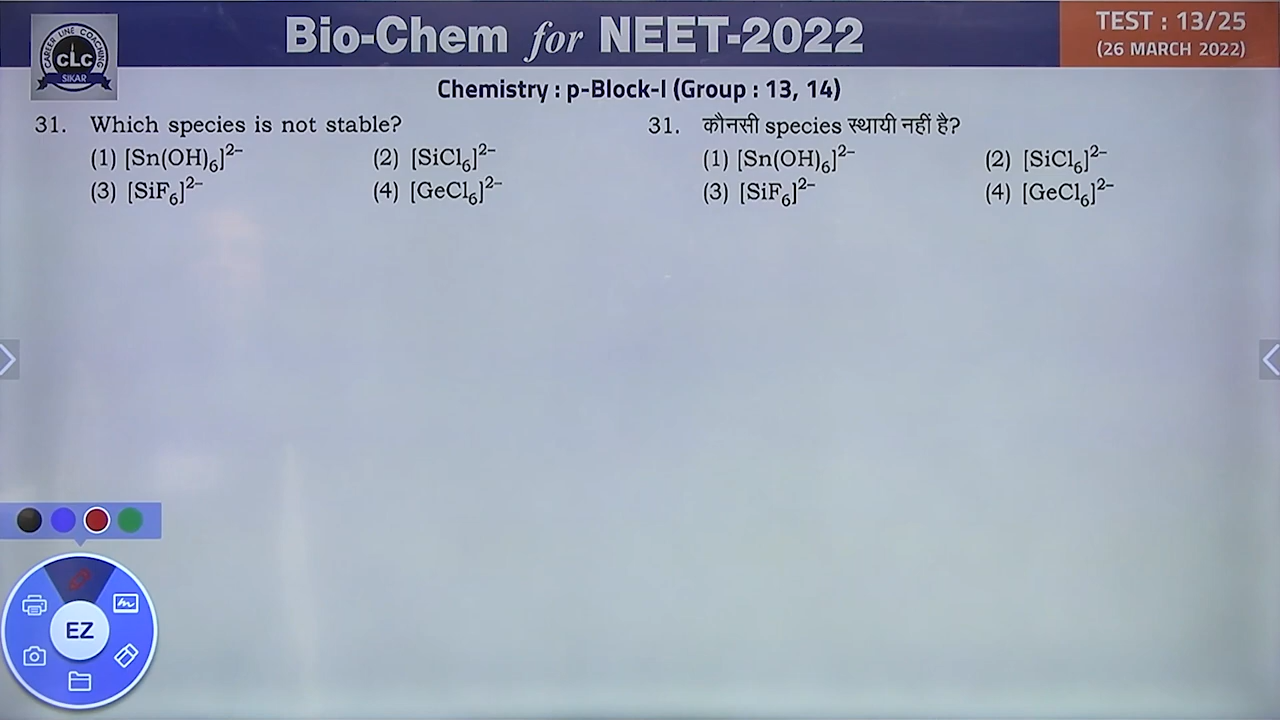 Bio-Chem for NEET-2022
TEST : 13/25
(26 MARCH 2022)
CAREER LINE COACHING
CLC
SIKAR
Chemistry : p-Block-I (Group : 13, 14)
31. Which species is not stable?
(1) [Sn(OH)₆]²⁻ (2) [SiCl₆]²⁻
(3) [SiF₆]²⁻ (4) [GeCl₆]²⁻
31. कौनसी species स्थायी नहीं है?
(1) [Sn(OH)₆]²⁻ (2) [SiCl₆]²⁻
(3) [SiF₆]²⁻ (4) [GeCl₆]²⁻
EZ